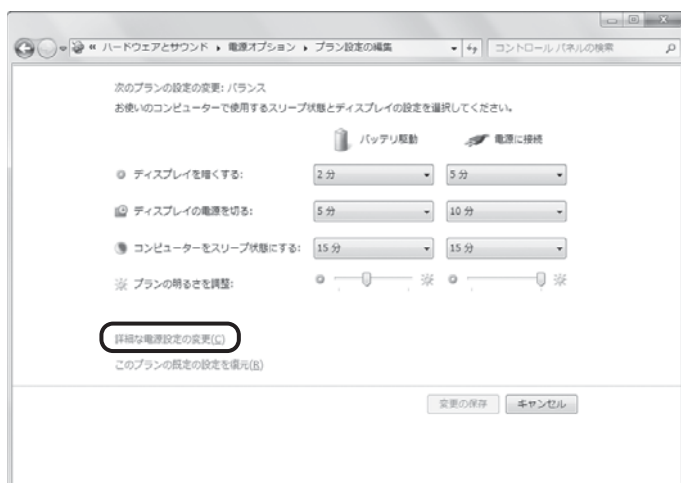 « ハードウェアとサウンド ▸ 電源オプション ▸ プラン設定の編集 コントロール パネルの検索
次のプランの設定の変更: バランス
お使いのコンピューターで使用するスリープ状態とディスプレイの設定を選択してください。
バッテリ駆動 電源に接続
ディスプレイを暗くする: 2 分 5 分
ディスプレイの電源を切る: 5 分 10 分
コンピューターをスリープ状態にする: 15 分 15 分
プランの明るさを調整:
詳細な電源設定の変更(C)
このプランの既定の設定を復元(R)
変更の保存 キャンセル